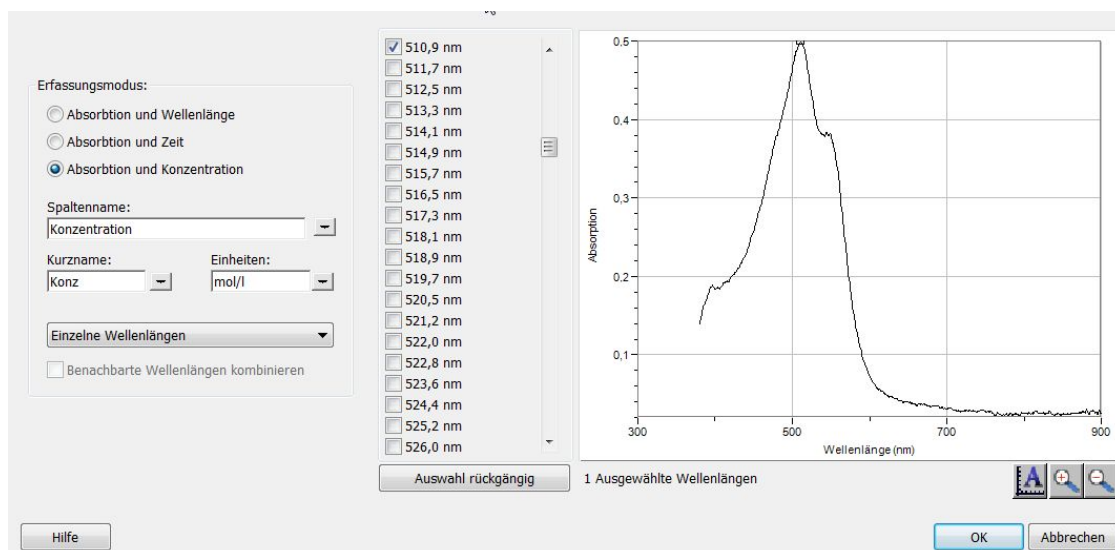 Erfassungsmodus:
Absorbtion und Wellenlänge
Absorbtion und Zeit
Absorbtion und Konzentration
Spaltenname:
Konzentration
Kurzname: Einheiten:
Konz mol/l
Einzelne Wellenlängen
Benachbarte Wellenlängen kombinieren
510,9 nm
511,7 nm
512,5 nm
513,3 nm
514,1 nm
514,9 nm
515,7 nm
516,5 nm
517,3 nm
518,1 nm
518,9 nm
519,7 nm
520,5 nm
521,2 nm
522,0 nm
522,8 nm
523,6 nm
524,4 nm
525,2 nm
526,0 nm
Auswahl rückgängig
0,5
0,4
0,3
0,2
0,1
Absorption
300 500 700 900
Wellenlänge (nm)
1 Ausgewählte Wellenlängen
A
Hilfe
OK Abbrechen